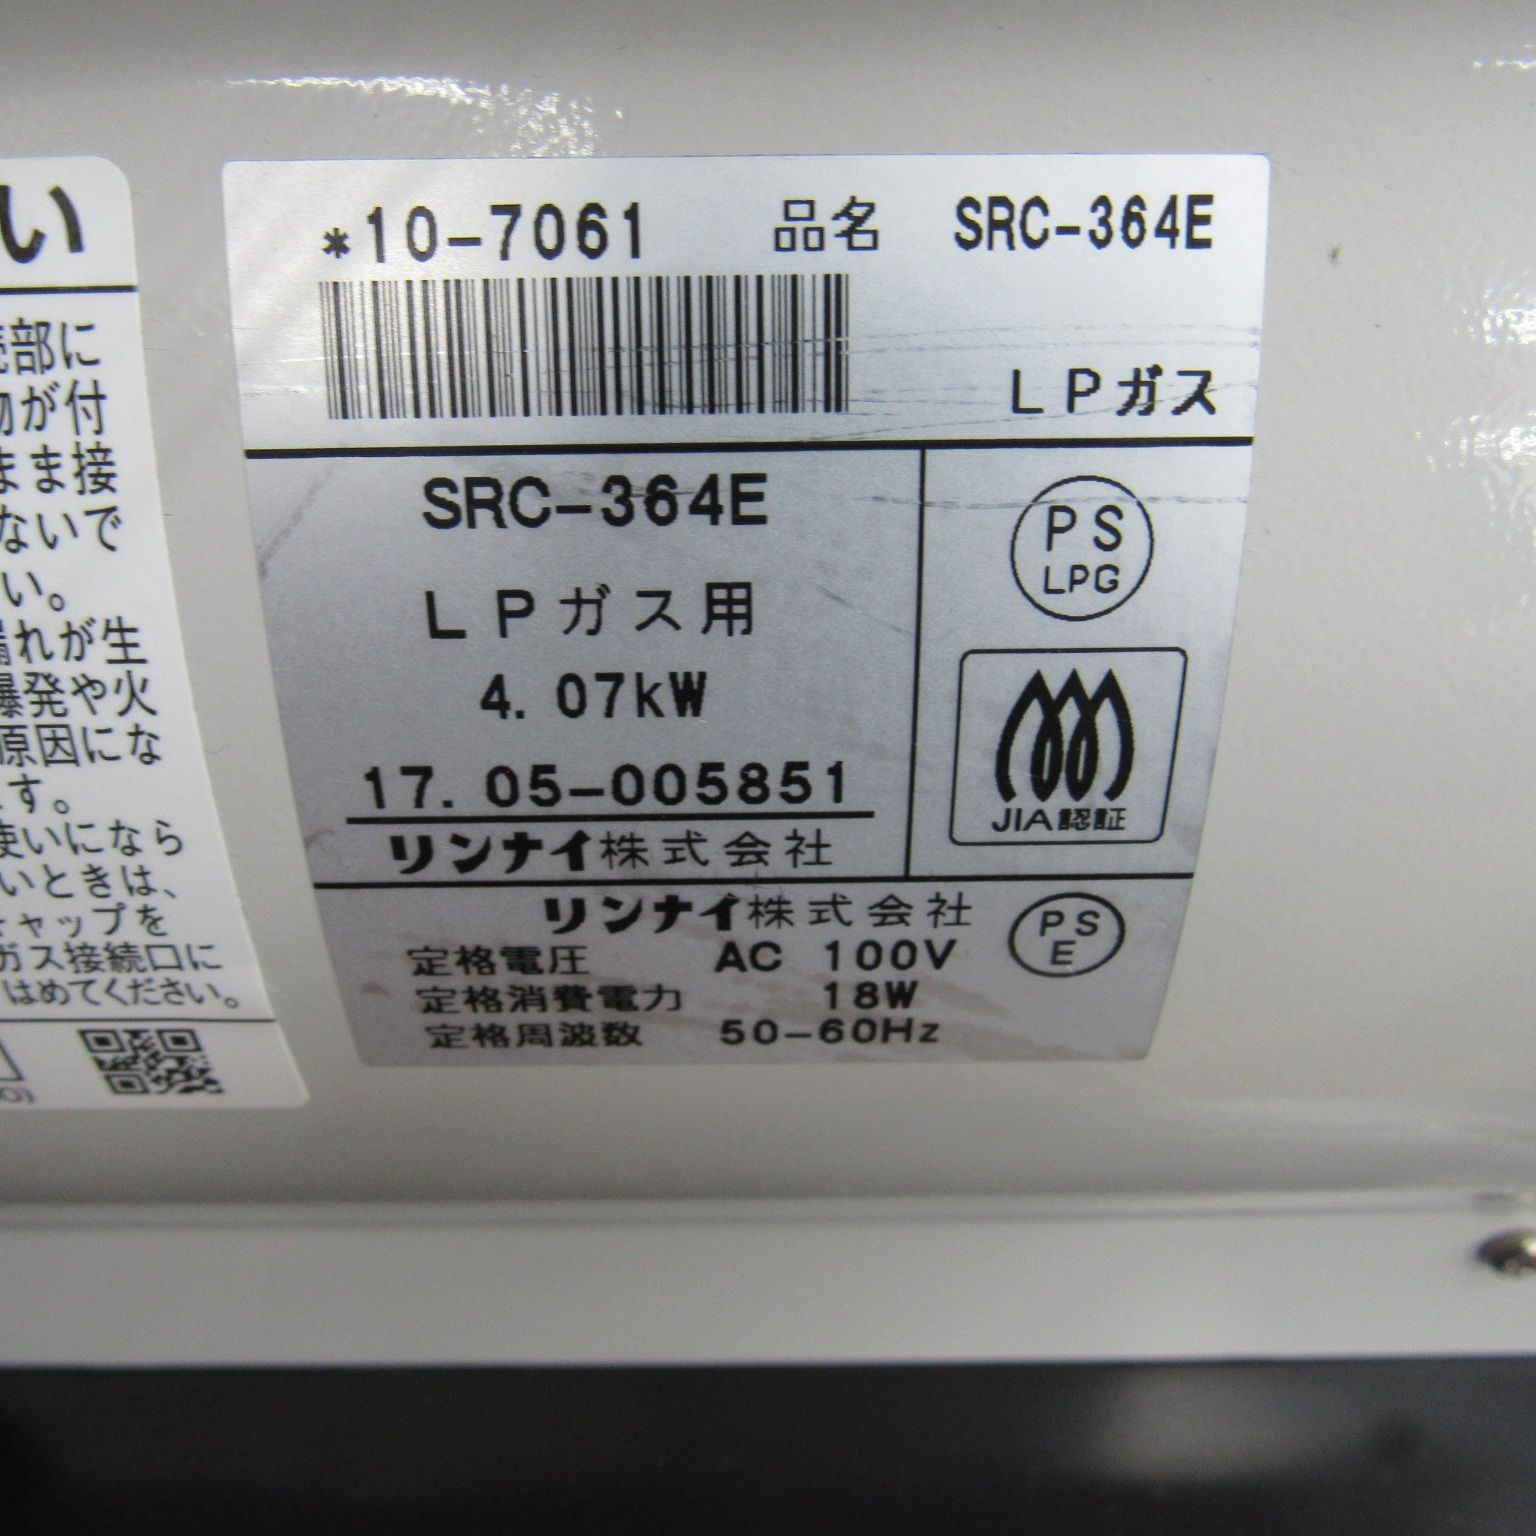 い
部に
物が付
まま接
ないで
い。
漏れが生
爆発や火
原因にな
ます。
使いになら
いときは、
キャップを
ガス接続口に
はめてください。
*10-7061 品名 SRC-364E
LPガス
SRC-364E
LPガス用
4.07kW
17.05-005851
リンナイ株式会社
PS
LPG
JIA認証
リンナイ株式会社
定格電圧 AC 100V
定格消費電力 18W
定格周波数 50-60Hz
PS
E